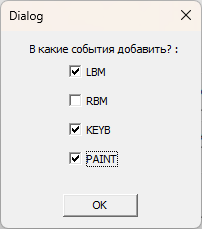 Dialog
В какие события добавить? :
LBM
RBM
KEYB
PAINT
OK